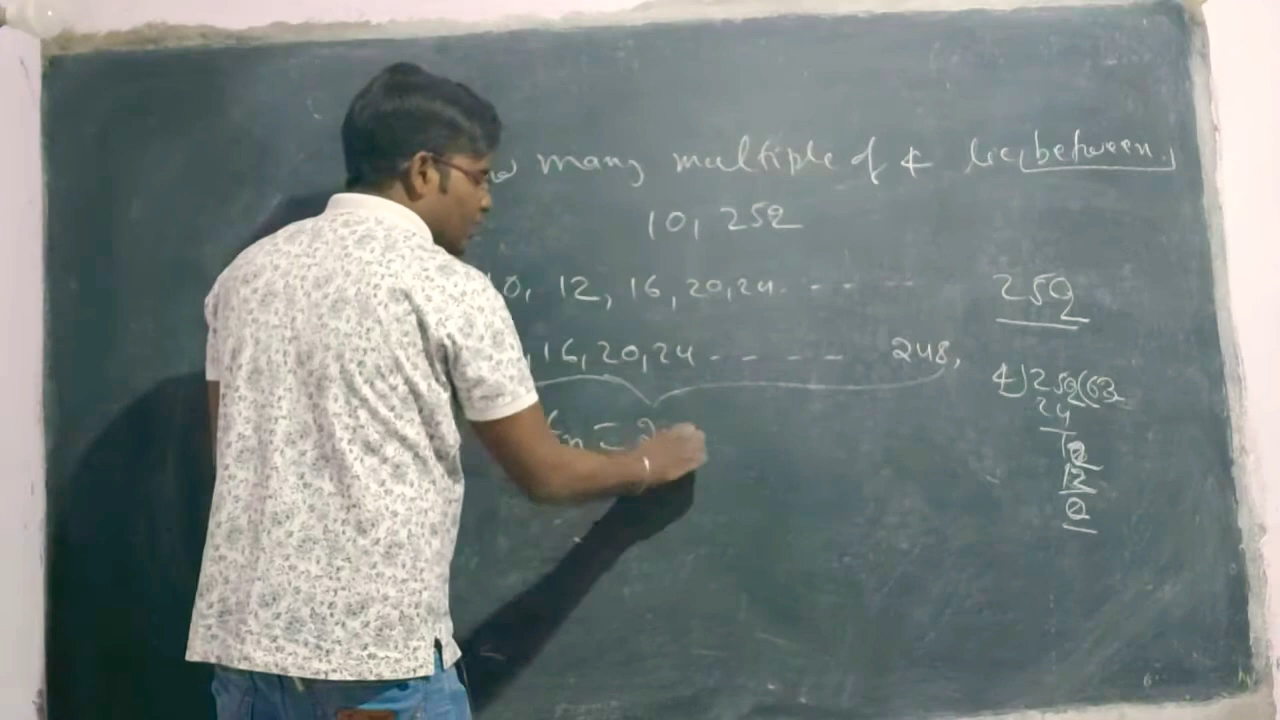 many multiple of 4 lie between.
10, 252
0, 12, 16, 20, 24. - - - -
252
, 16, 20, 24 - - - - 248,
4)252(63
24
12
12
0
n =